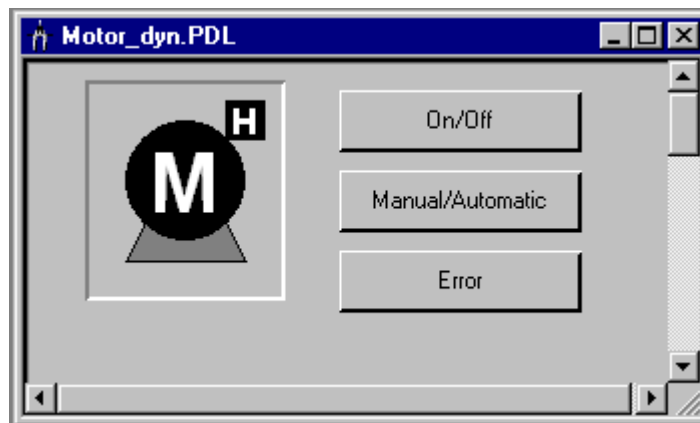 Motor_dyn.PDL
H
M
On/Off
Manual/Automatic
Error